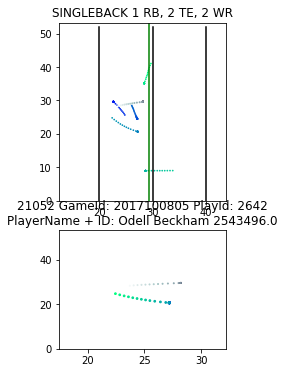 SINGLEBACK 1 RB, 2 TE, 2 WR
50
40
30
20
10
0
20 30 40
21052 GameId: 2017100805 PlayId: 2642
PlayerName + ID: Odell Beckham 2543496.0
40
20
0
20 25 30